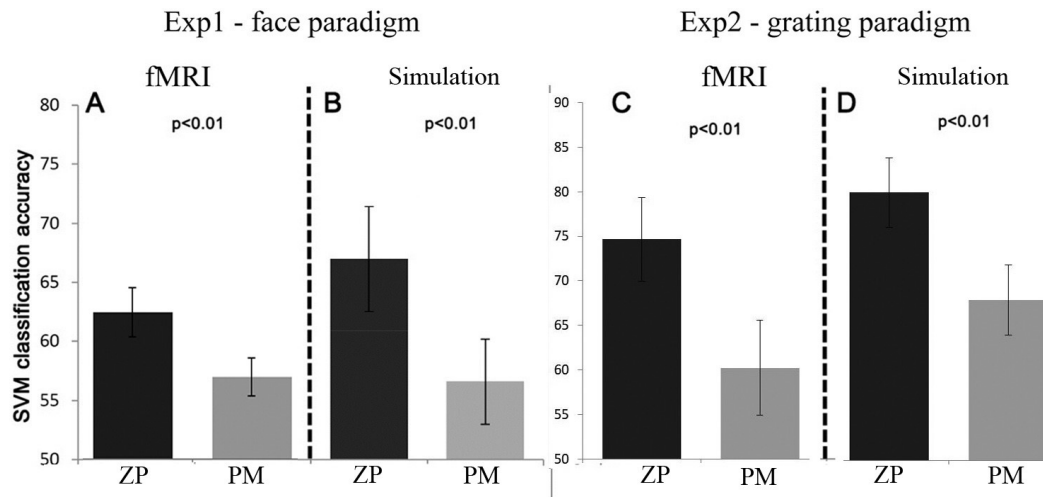 Exp1 - face paradigm
Exp2 - grating paradigm
fMRI
Simulation
fMRI
Simulation
A
B
C
D
p<0.01
p<0.01
p<0.01
p<0.01
SVM classification accuracy
80
75
70
65
60
55
50
90
85
80
75
70
65
60
55
50
ZP
PM
ZP
PM
ZP
PM
ZP
PM